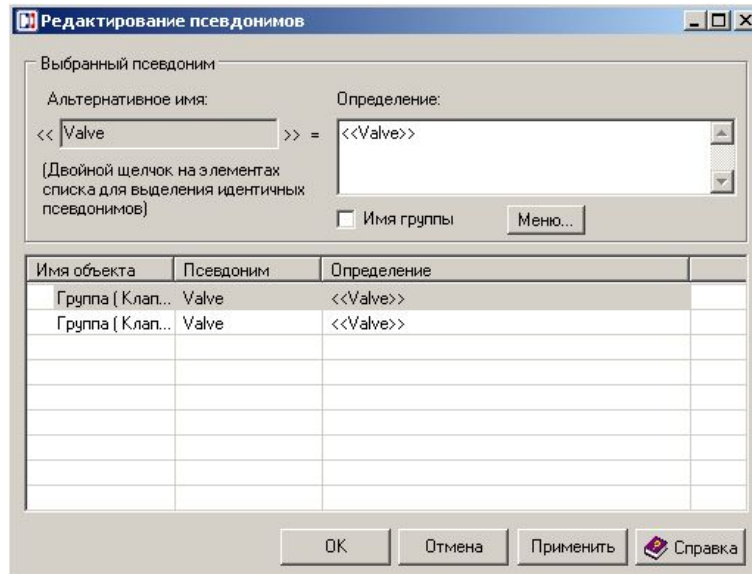 Редактирование псевдонимов
Выбранный псевдоним
Альтернативное имя:
Определение:
<< Valve >> = <<Valve>>
(Двойной щелчок на элементах
списка для выделения идентичных
псевдонимов)
Имя группы Меню...
Имя объекта Псевдоним Определение
Группа ( Клап... Valve <<Valve>>
Группа ( Клап... Valve <<Valve>>
OK Отмена Применить Справка